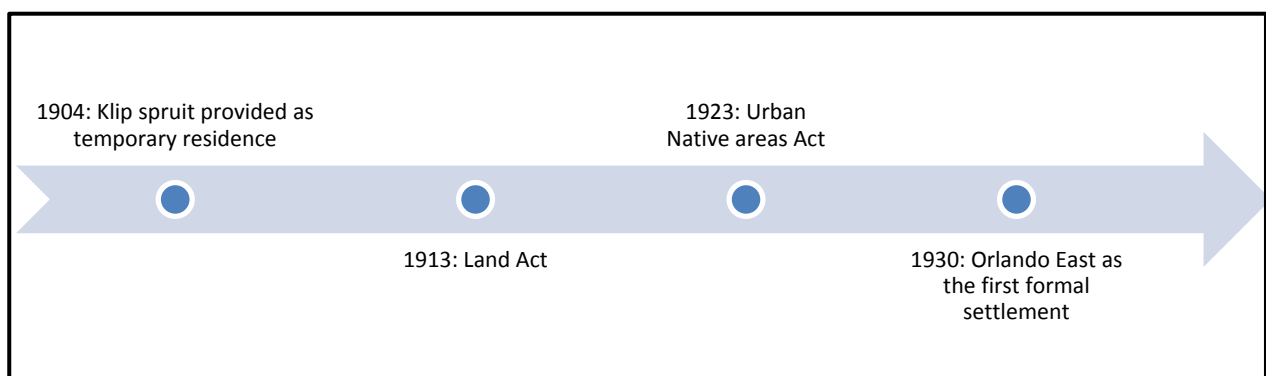 1904: Klip spruit provided as
temporary residence
1913: Land Act
1923: Urban
Native areas Act
1930: Orlando East as
the first formal
settlement